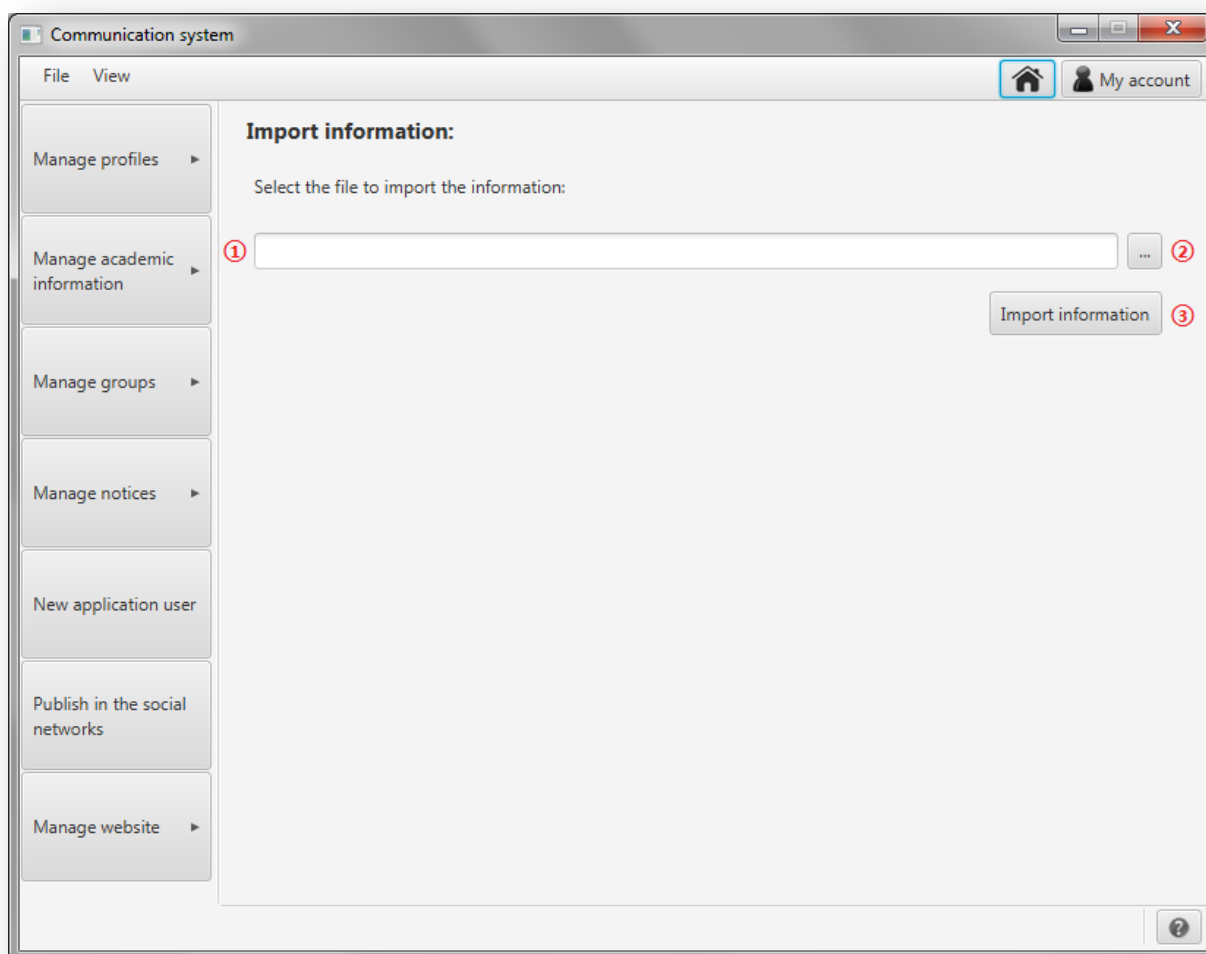 Communication system
File View
My account
Import information:
Manage profiles
Select the file to import the information:
Manage academic
information
①
... ②
Import information ③
Manage groups
Manage notices
New application user
Publish in the social
networks
Manage website